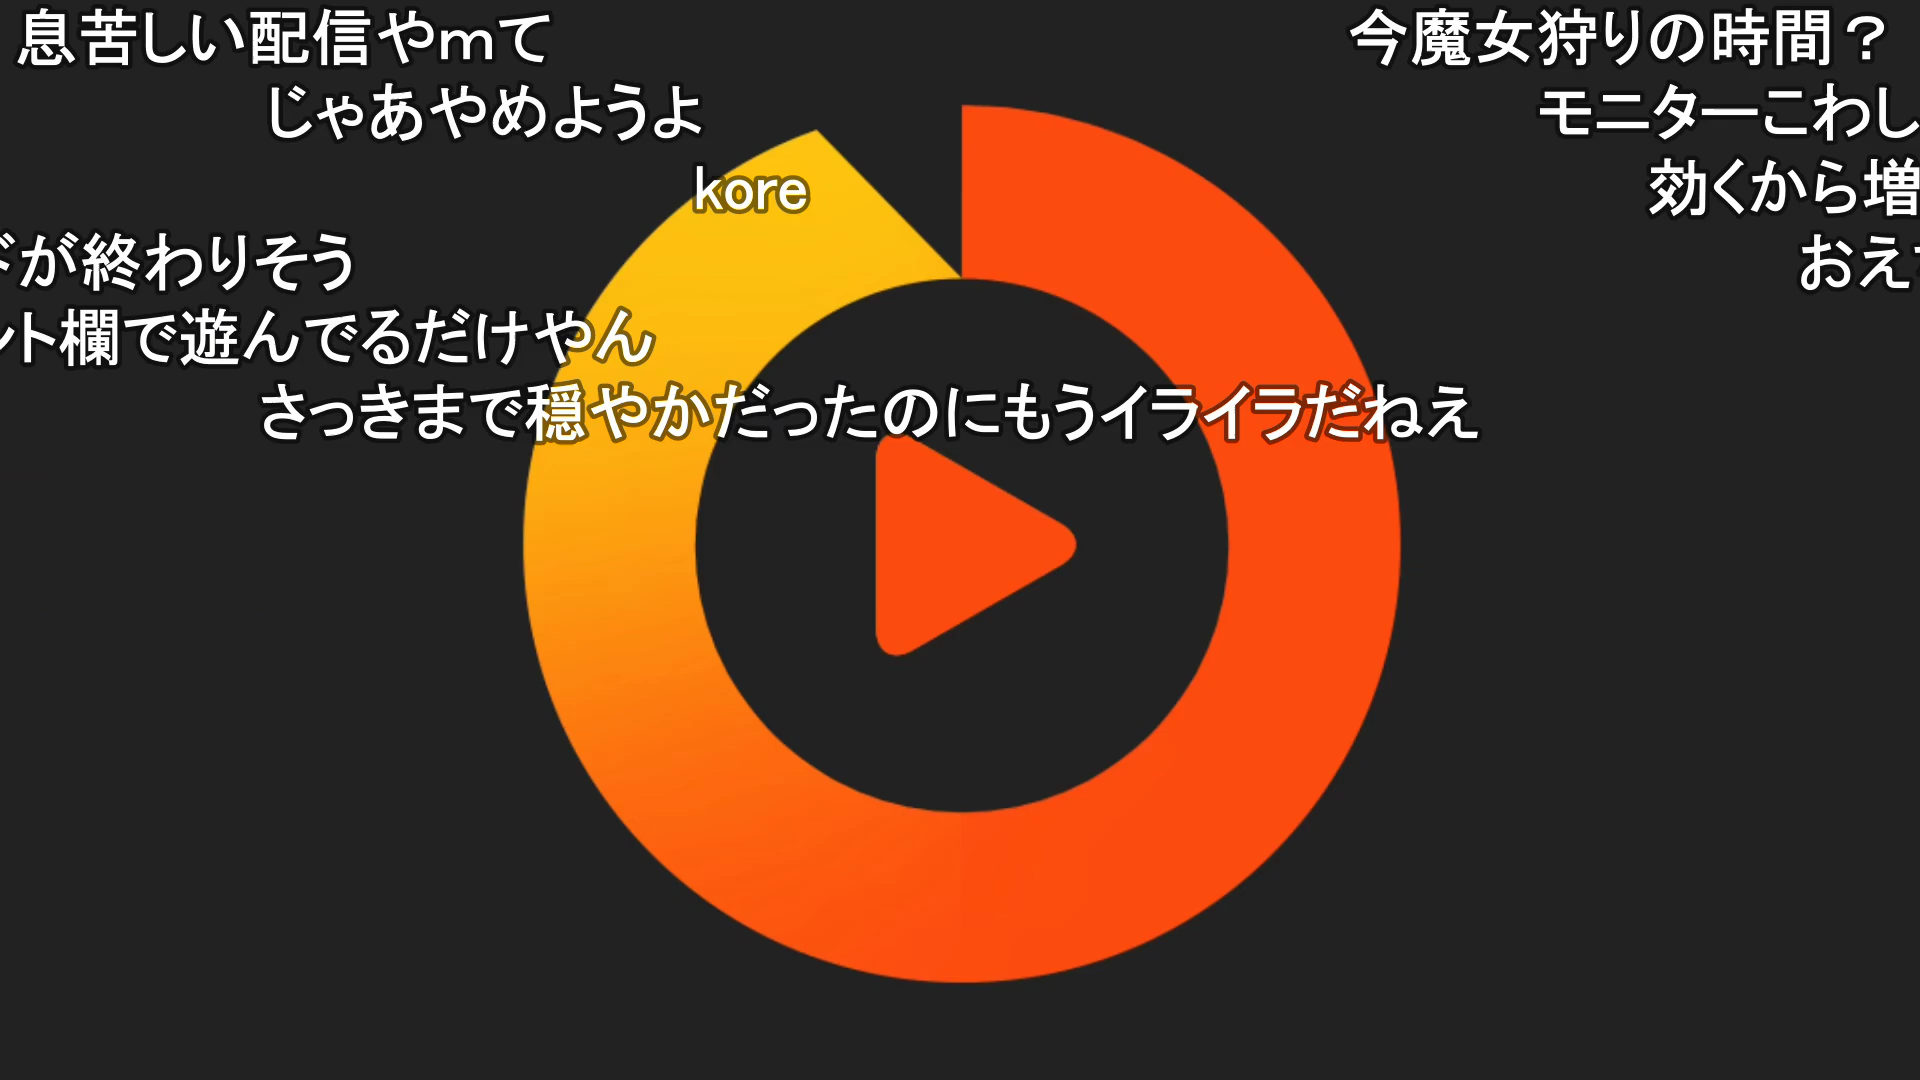 息苦しい配信やｍて
今魔女狩りの時間？
じゃあやめようよ
モニターこわし
kore
効くから増
ドが終わりそう
おえ
ント欄で遊んでるだけやん
さっきまで穏やかだったのにもうイライラだねえ